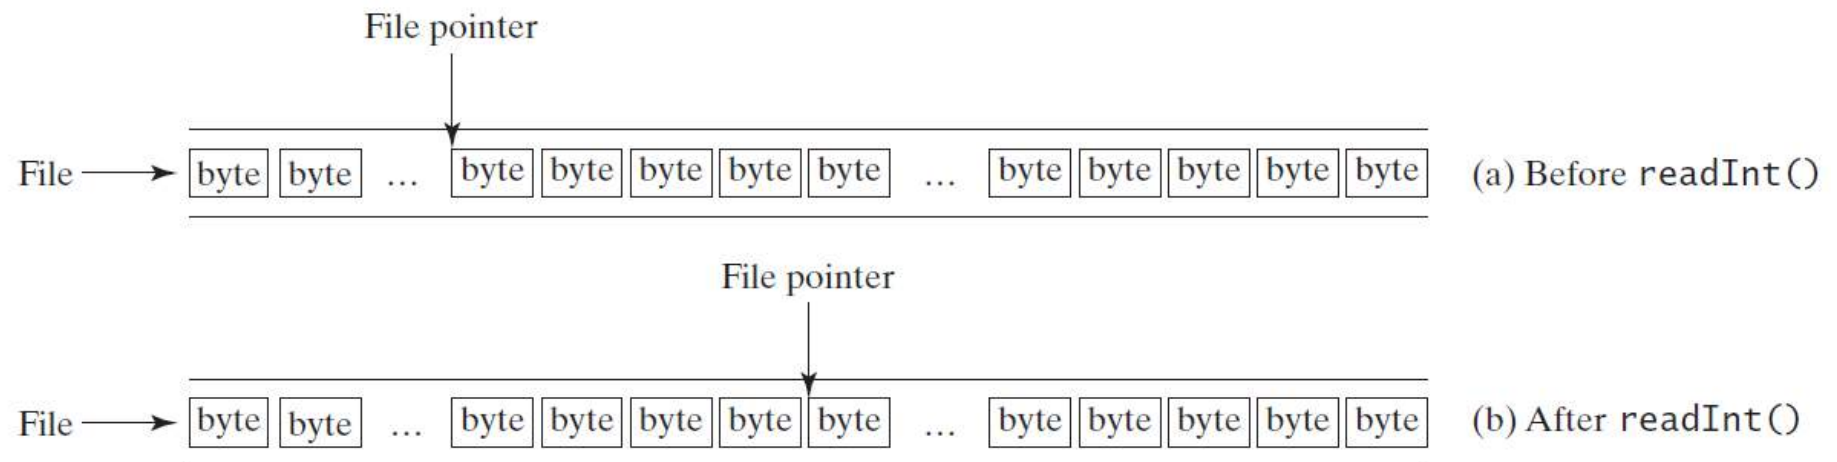 File pointer
File byte byte ... byte byte byte byte byte ... byte byte byte byte byte (a) Before readInt()
File pointer
File byte byte ... byte byte byte byte byte ... byte byte byte byte byte (b) After readInt()